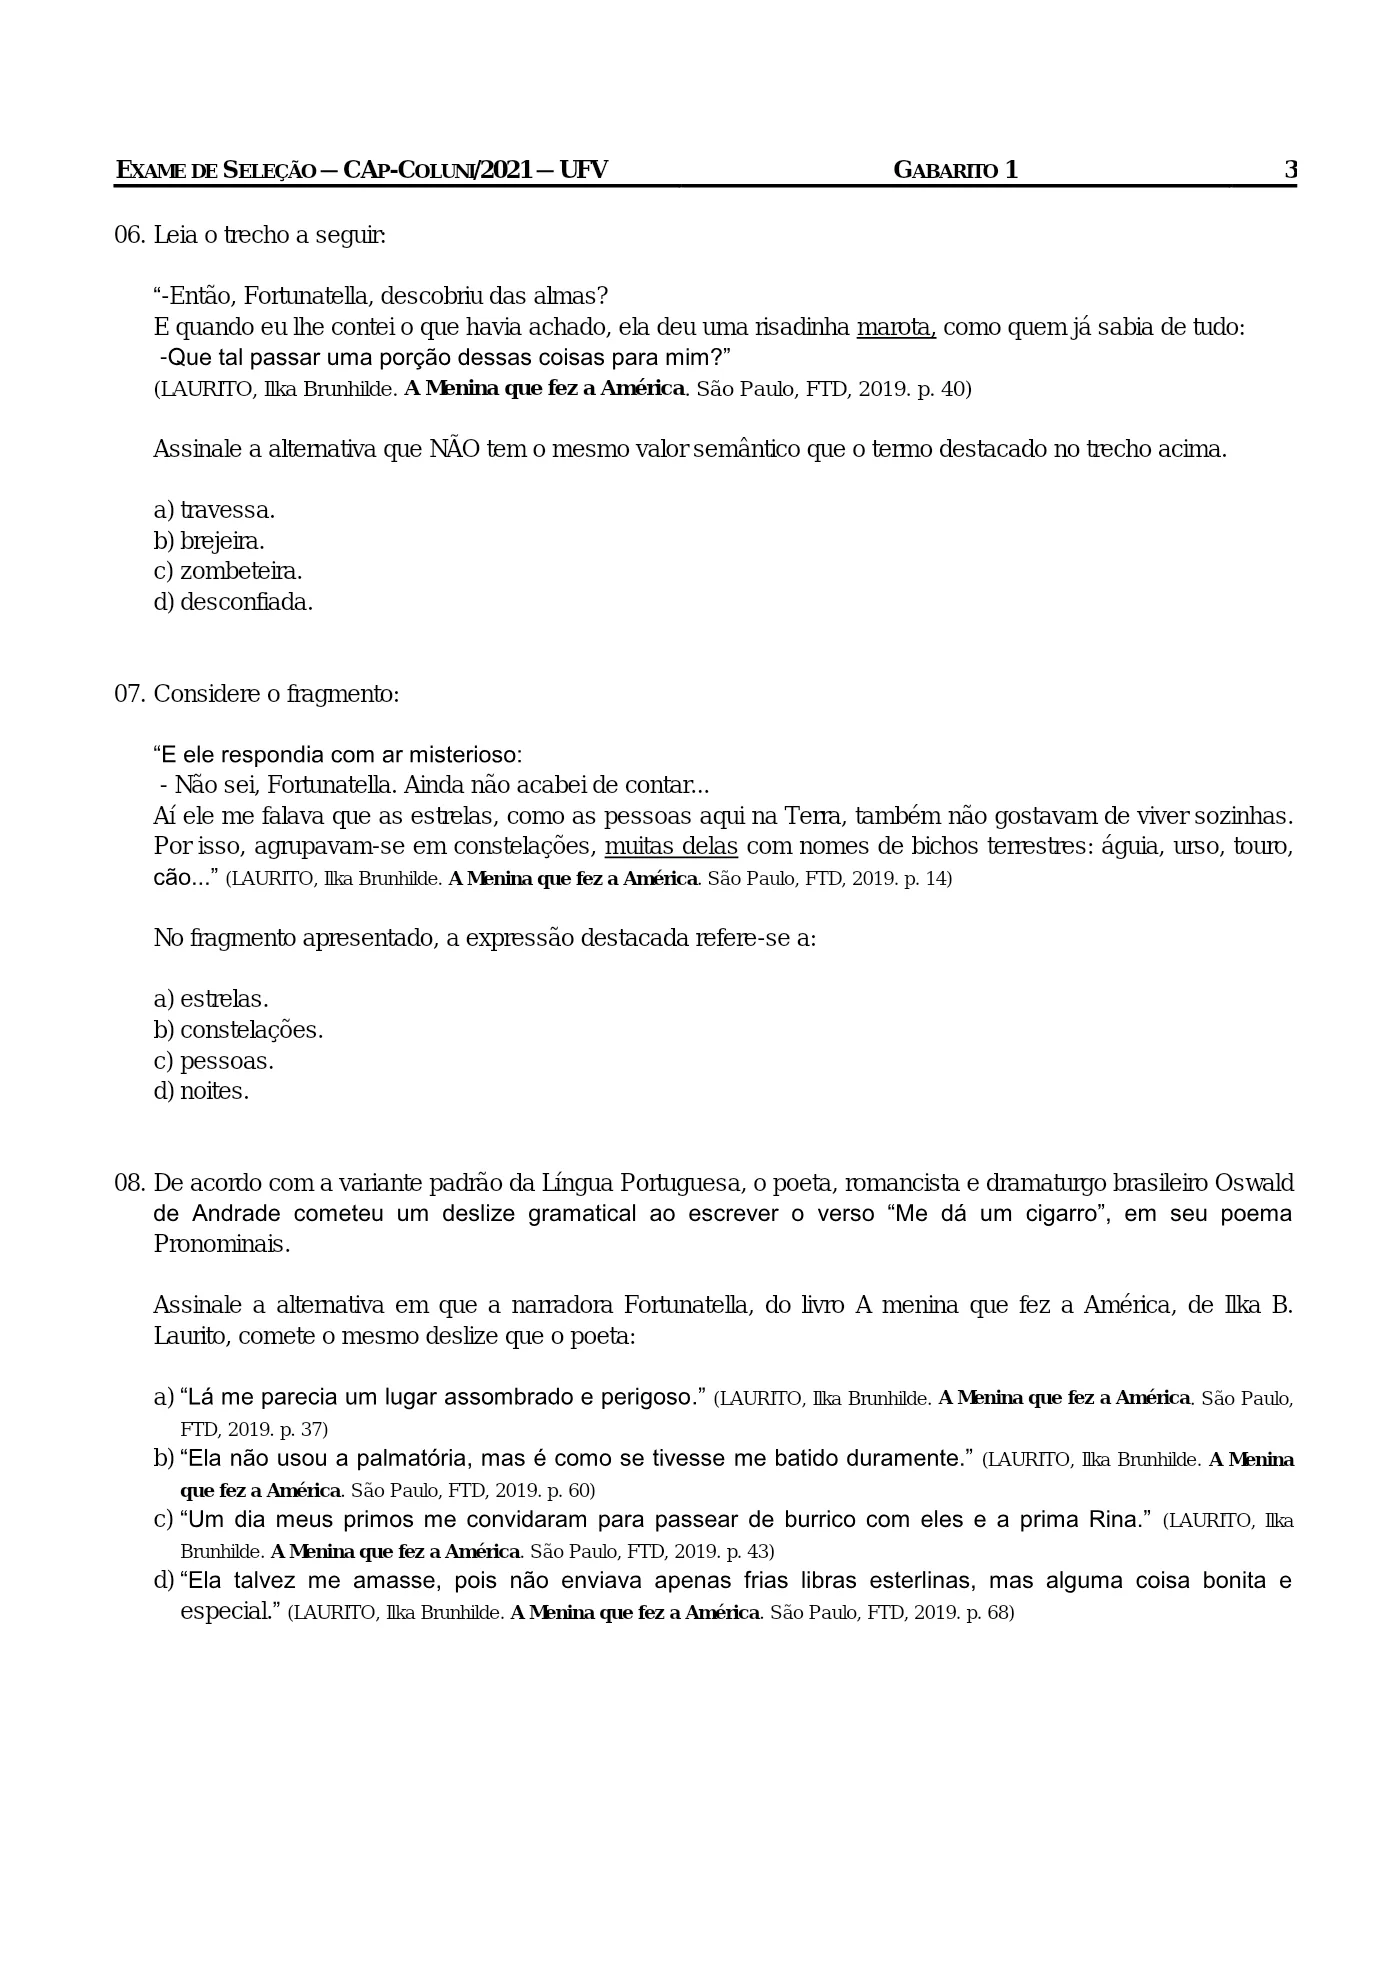 EXAME DE SELEÇÃO — CAP-COLUNI/2021 — UFV GABARITO 1 3
06. Leia o trecho a seguir:
“-Então, Fortunatella, descobriu das almas?
E quando eu lhe contei o que havia achado, ela deu uma risadinha marota, como quem já sabia de tudo:
-Que tal passar uma porção dessas coisas para mim?”
(LAURITO, Ilka Brunhilde. A Menina que fez a América. São Paulo, FTD, 2019. p. 40)
Assinale a alternativa que NÃO tem o mesmo valor semântico que o termo destacado no trecho acima.
a) travessa.
b) brejeira.
c) zombeteira.
d) desconfiada.
07. Considere o fragmento:
“E ele respondia com ar misterioso:
- Não sei, Fortunatella. Ainda não acabei de contar...
Aí ele me falava que as estrelas, como as pessoas aqui na Terra, também não gostavam de viver sozinhas.
Por isso, agrupavam-se em constelações, muitas delas com nomes de bichos terrestres: águia, urso, touro,
cão...” (LAURITO, Ilka Brunhilde. A Menina que fez a América. São Paulo, FTD, 2019. p. 14)
No fragmento apresentado, a expressão destacada refere-se a:
a) estrelas.
b) constelações.
c) pessoas.
d) noites.
08. De acordo com a variante padrão da Língua Portuguesa, o poeta, romancista e dramaturgo brasileiro Oswald
de Andrade cometeu um deslize gramatical ao escrever o verso “Me dá um cigarro”, em seu poema
Pronominais.
Assinale a alternativa em que a narradora Fortunatella, do livro A menina que fez a América, de Ilka B.
Laurito, comete o mesmo deslize que o poeta:
a) “Lá me parecia um lugar assombrado e perigoso.” (LAURITO, Ilka Brunhilde. A Menina que fez a América. São Paulo,
FTD, 2019. p. 37)
b) “Ela não usou a palmatória, mas é como se tivesse me batido duramente.” (LAURITO, Ilka Brunhilde. A Menina
que fez a América. São Paulo, FTD, 2019. p. 60)
c) “Um dia meus primos me convidaram para passear de burrico com eles e a prima Rina.” (LAURITO, Ilka
Brunhilde. A Menina que fez a América. São Paulo, FTD, 2019. p. 43)
d) “Ela talvez me amasse, pois não enviava apenas frias libras esterlinas, mas alguma coisa bonita e
especial.” (LAURITO, Ilka Brunhilde. A Menina que fez a América. São Paulo, FTD, 2019. p. 68)